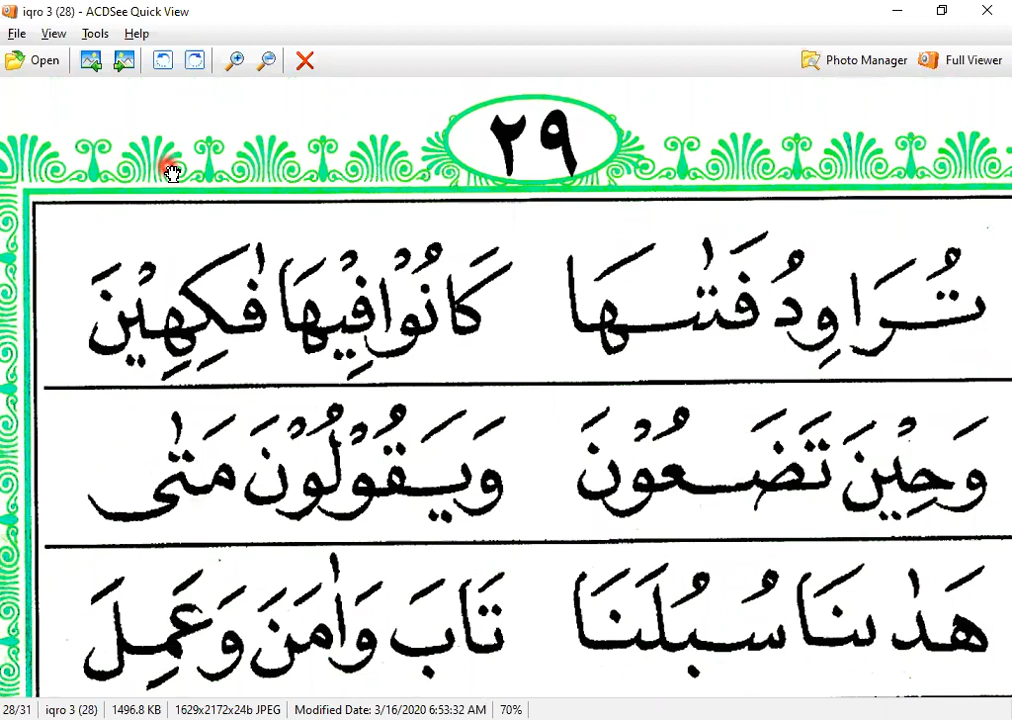 iqro 3 (28) - ACDSee Quick View
File View Tools Help
Open Photo Manager Full Viewer
٢٩
تُرَاوِدُ فَتٰىهَا كَانُوْا فِيْهَا فٰكِهِيْنَ
وَحِيْنَ تَضَعُوْنَ وَيَقُوْلُوْنَ مَتٰى
هَدٰىنَا سُبُلَنَا تَابَ وَاٰمَنَ وَعَمِلَ
28/31 iqro 3 (28) 1496.8 KB 1629x2172x24b JPEG Modified Date: 3/16/2020 6:53:32 AM 70%